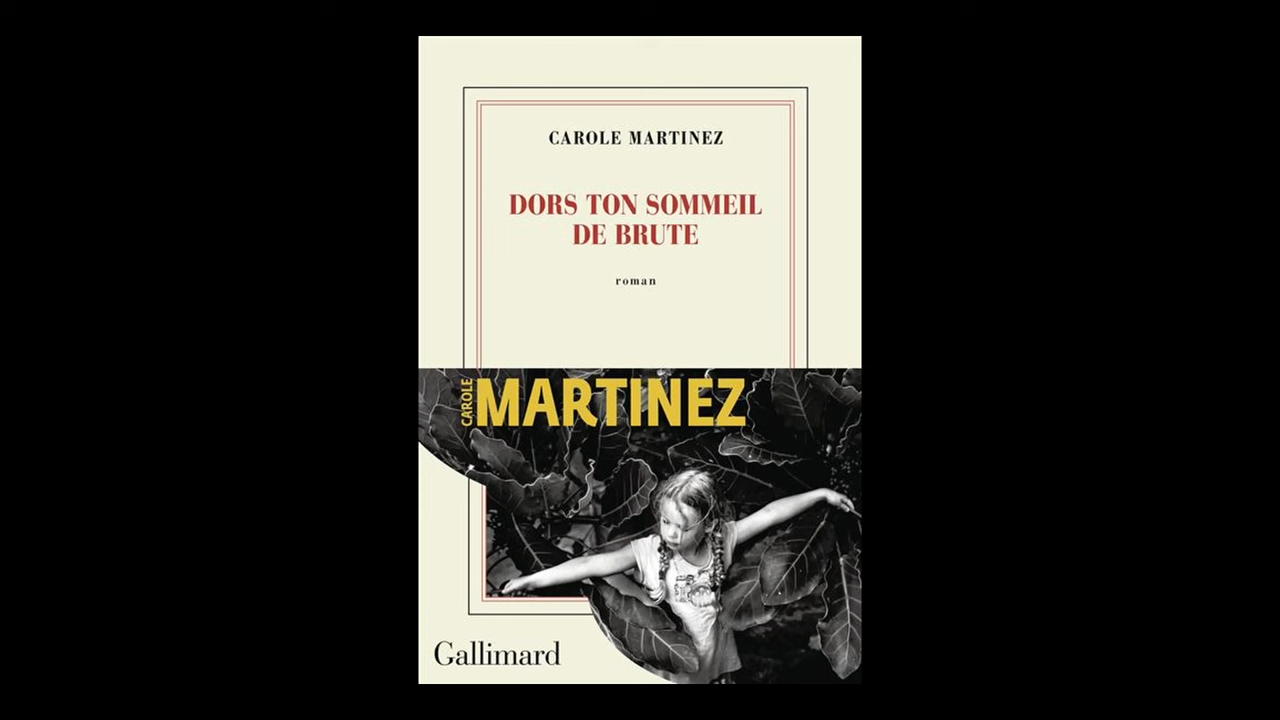 CAROLE MARTINEZ
DORS TON SOMMEIL
DE BRUTE
roman
CAROLE
MARTINEZ
Gallimard